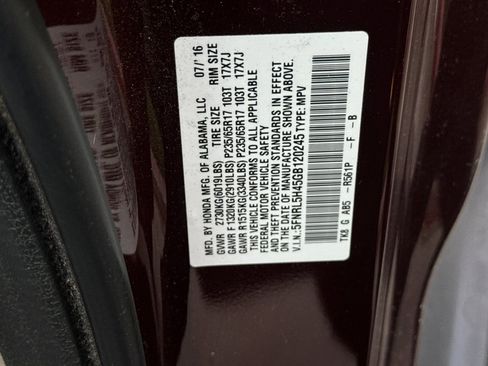 MFD. BY HONDA MFG. OF ALABAMA, LLC 07/'16
GVWR 2730KG(6019LBS) TIRE SIZE RIM SIZE
GAWR F 1320KG(2910LBS) P235/65R17 103T 17X7J
GAWR R1515KG(3340LBS) P235/65R17 103T 17X7J
THIS VEHICLE CONFORMS TO ALL APPLICABLE
FEDERAL MOTOR VEHICLE SAFETY
AND THEFT PREVENTION STANDARDS IN EFFECT
ON THE DATE OF MANUFACTURE SHOWN ABOVE.
V.I.N.:5FNRL5H45GB120245 TYPE: MPV
TK8 G AB5 -R561P -F -B